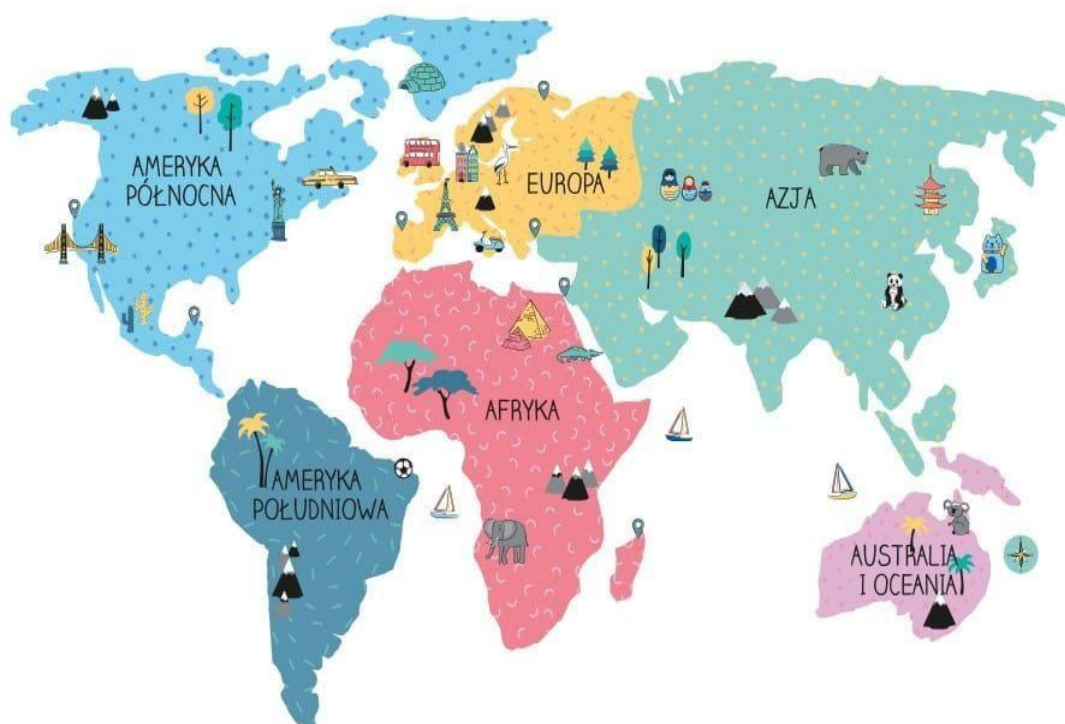 AMERYKA
PÓŁNOCNA
EUROPA
AZJA
AFRYKA
AMERYKA
POŁUDNIOWA
AUSTRALIA
I OCEANIA